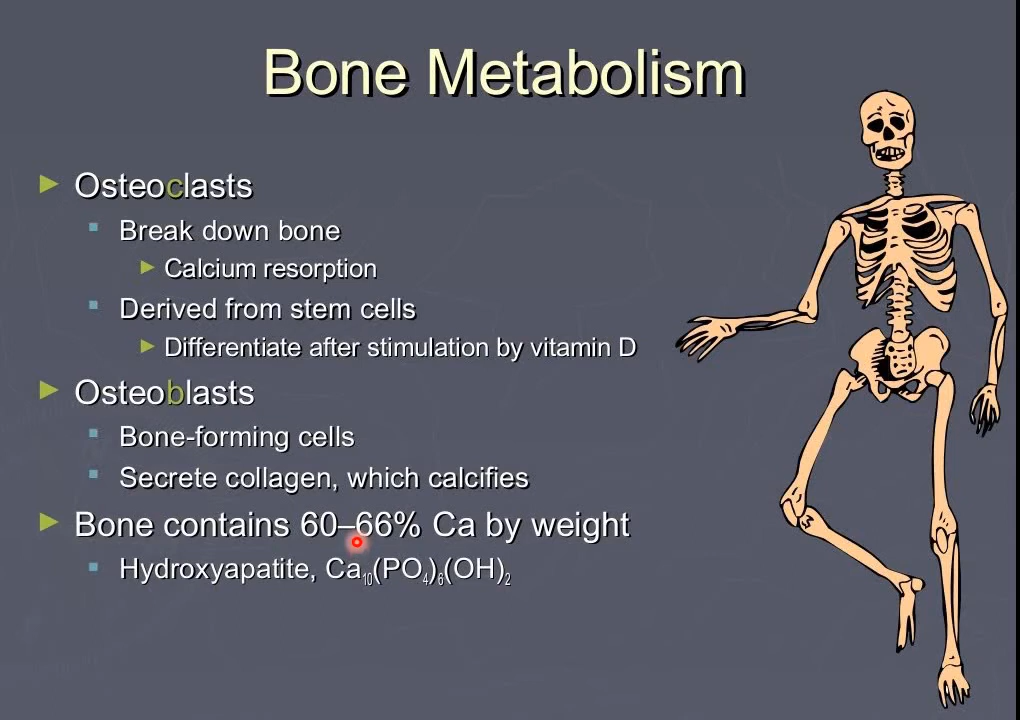 Bone Metabolism
Osteoclasts
Break down bone
Calcium resorption
Derived from stem cells
Differentiate after stimulation by vitamin D
Osteoblasts
Bone-forming cells
Secrete collagen, which calcifies
Bone contains 60–66% Ca by weight
Hydroxyapatite, Ca₁₀(PO₄)₆(OH)₂